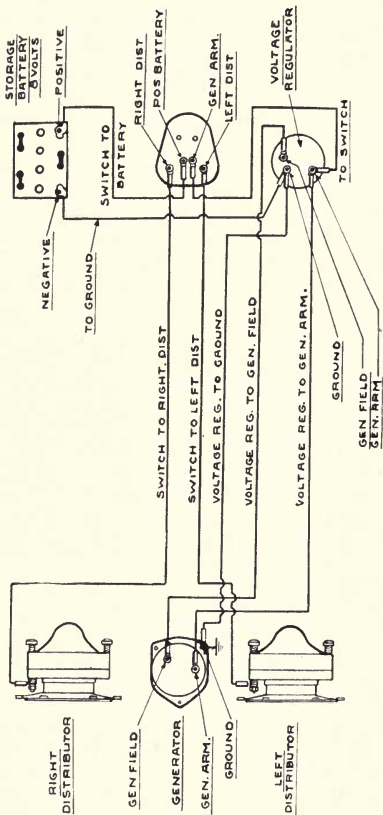 STORAGE
BATTERY
8 VOLTS
POSITIVE
NEGATIVE
TO GROUND
SWITCH TO
BATTERY
RIGHT DIST
POS BATTERY
GEN ARM.
LEFT DIST
VOLTAGE
REGULATOR
TO SWITCH
SWITCH TO RIGHT. DIST
SWITCH TO LEFT DIST
VOLTAGE REG. TO GROUND
VOLTAGE REG. TO GEN. FIELD
VOLTAGE REG. TO GEN. ARM.
GROUND
GEN FIELD
GEN. ARM
RIGHT
DISTRIBUTOR
GEN FIELD
GENERATOR
GEN. ARM.
GROUND
LEFT
DISTRIBUTOR